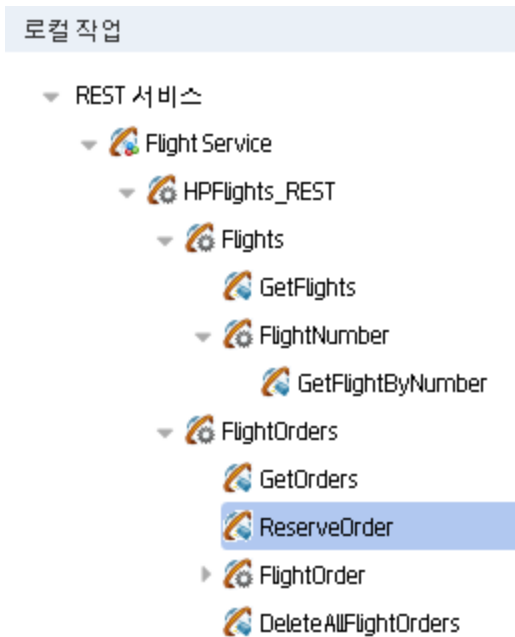 로컬 작업
REST 서비스
Flight Service
HPFlights_REST
Flights
GetFlights
FlightNumber
GetFlightByNumber
FlightOrders
GetOrders
ReserveOrder
FlightOrder
DeleteAllFlightOrders